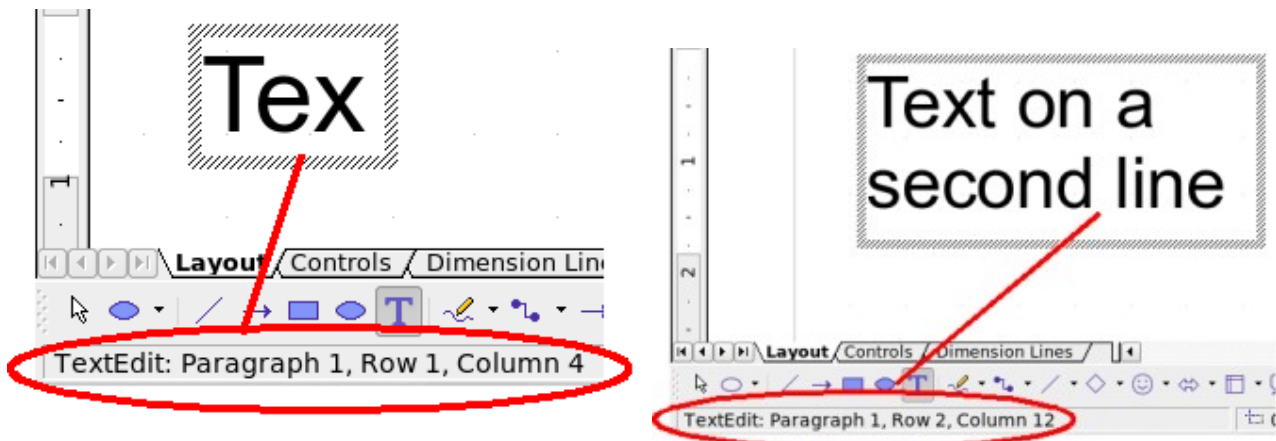 Tex
1
Layout Controls Dimension Line
T
TextEdit: Paragraph 1, Row 1, Column 4
Text on a
second line
1
2
Layout Controls Dimension Lines
T
TextEdit: Paragraph 1, Row 2, Column 12